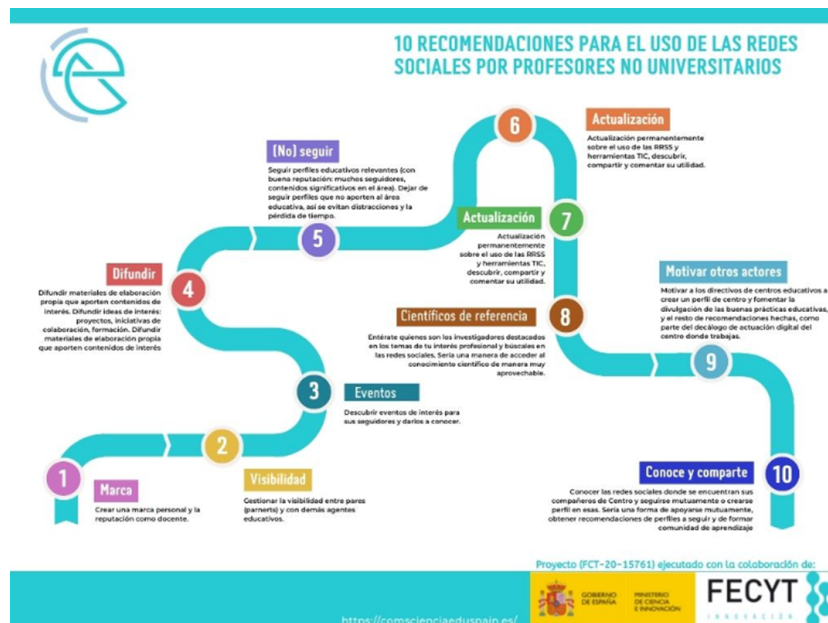 10 RECOMENDACIONES PARA EL USO DE LAS REDES
SOCIALES POR PROFESORES NO UNIVERSITARIOS
6
Actualización
Actualización permanentemente
sobre el uso de las RRSS y
herramientas TIC, descubrir,
compartir y comentar su utilidad.
(No) seguir
Seguir perfiles educativos relevantes (con
buena reputación: muchos seguidores,
contenidos significativos en el área). Dejar de
seguir perfiles que no aporten al área
educativa, así se evitan distracciones y la
pérdida de tiempo.
5
Actualización
7
Actualización
permanentemente
sobre el uso de las RRSS
y herramientas TIC,
descubrir, compartir y
comentar su utilidad.
Difundir
4
Difundir materiales de elaboración
propia que aporten contenidos de
interés. Difundir ideas de interés:
proyectos, iniciativas de
colaboración, formación. Difundir
materiales de elaboración propia
que aporten contenidos de interés
Motivar otros actores
Motivar a los directivos de centros educativos a
crear un perfil de centro y fomentar la
divulgación de las buenas prácticas educativas,
y el resto de recomendaciones hechas, como
parte del decálogo de actuación digital del
centro donde trabajas.
9
Científicos de referencia
8
Entérate quienes son los investigadores destacados
en los temas de tu interés profesional y búscales en
las redes sociales. Sería una manera de acceder al
conocimiento científico de manera muy
aprovechable.
3
Eventos
Descubrir eventos de interés para
sus seguidores y darlos a conocer.
2
Visibilidad
Gestionar la visibilidad entre pares
(parnerts) y con demás agentes
educativos.
1
Marca
Crear una marca personal y la
reputación como docente.
Conoce y comparte
10
Conocer las redes sociales donde se encuentran sus
compañeros de Centro y seguirse mutuamente o crearse
perfil en esas. Sería una forma de apoyarse mutuamente,
obtener recomendaciones de perfiles a seguir y de formar
comunidad de aprendizaje
Proyecto (FCT-20-15761) ejecutado con la colaboración de:
GOBIERNO
DE ESPAÑA
MINISTERIO
DE CIENCIA
E INNOVACIÓN
FECYT
INNOVACIÓN
https://comscienciaeduspain.es/